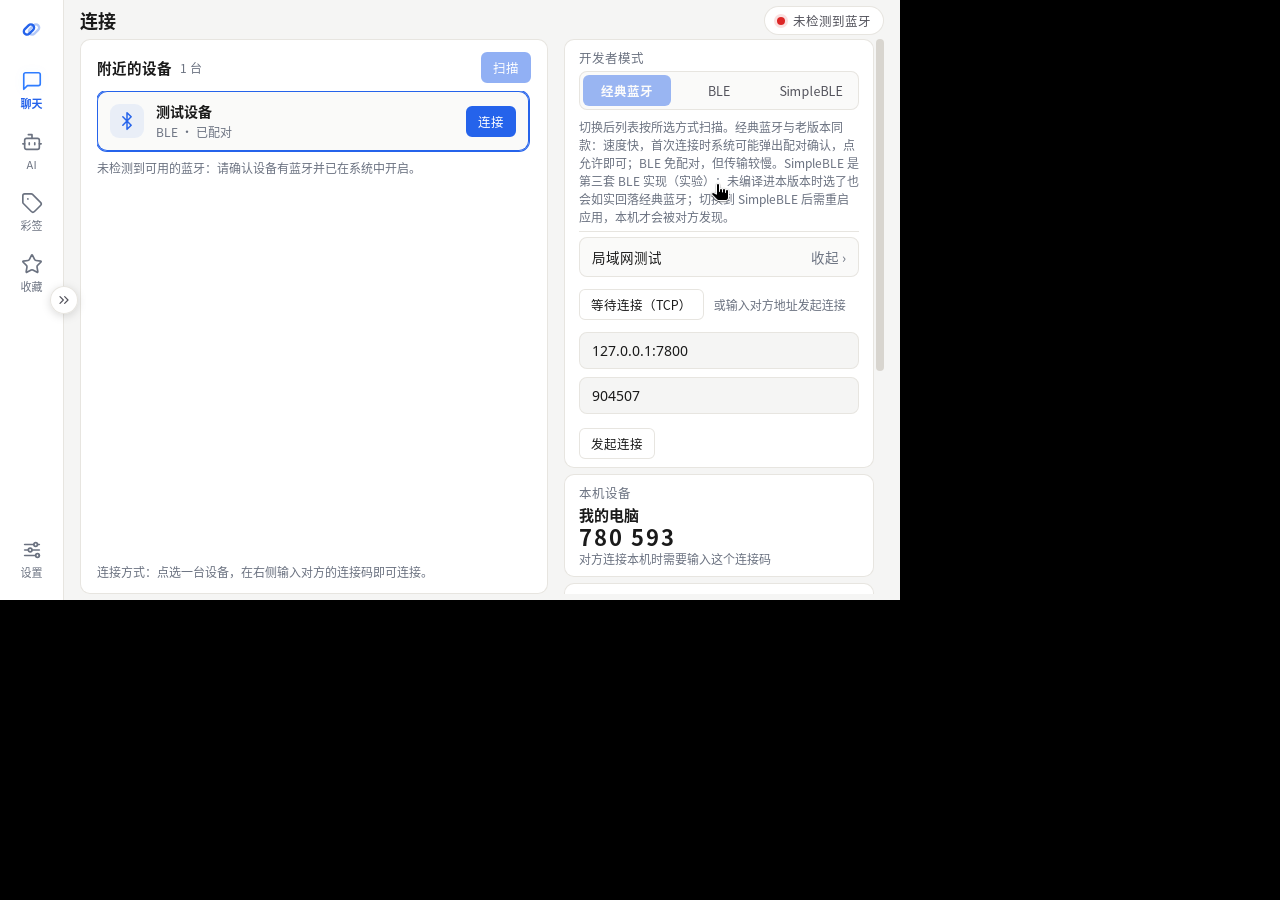 连接
未检测到蓝牙
聊天
AI
彩签
收藏
设置
附近的设备 1 台
扫描
测试设备
BLE · 已配对
连接
未检测到可用的蓝牙：请确认设备有蓝牙并已在系统中开启。
连接方式：点选一台设备，在右侧输入对方的连接码即可连接。
开发者模式
经典蓝牙 BLE SimpleBLE
切换后列表按所选方式扫描。经典蓝牙与老版本同
款：速度快，首次连接时系统可能弹出配对确认，点
允许即可；BLE 免配对，但传输较慢。SimpleBLE 是
第三套 BLE 实现（实验）；未编译进本版本时选了也
会如实回落经典蓝牙；切换到 SimpleBLE 后需重启
应用，本机才会被对方发现。
局域网测试 收起 ›
等待连接（TCP） 或输入对方地址发起连接
127.0.0.1:7800
904507
发起连接
本机设备
我的电脑
780 593
对方连接本机时需要输入这个连接码